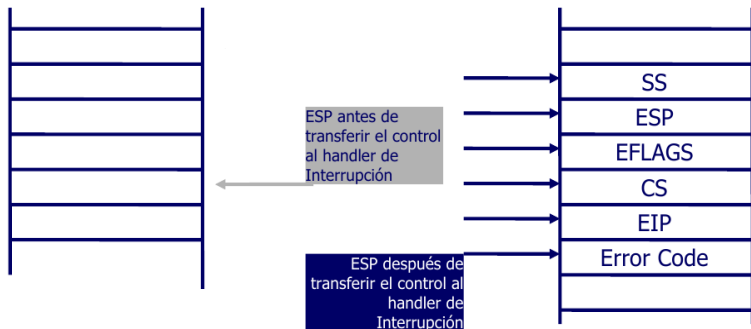 ESP antes de
transferir el control
al handler de
Interrupción
ESP después de
transferir el control al
handler de
Interrupción
SS
ESP
EFLAGS
CS
EIP
Error Code